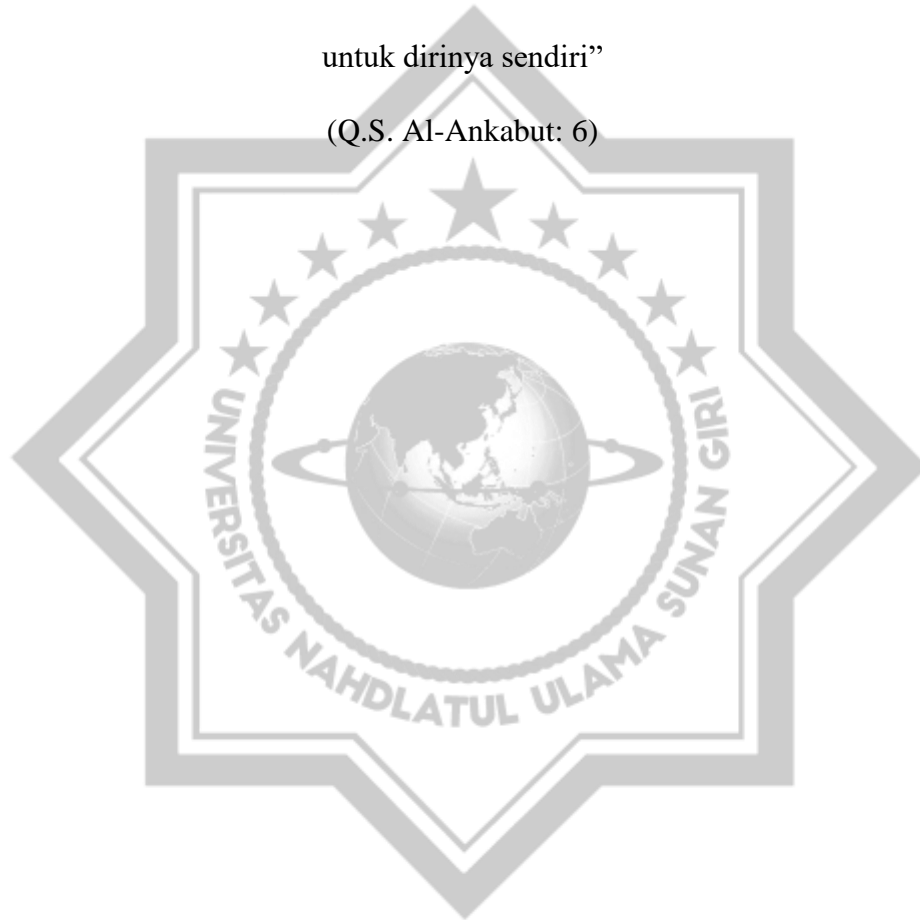 untuk dirinya sendiri”
(Q.S. Al-Ankabut: 6)
UNIVERSITAS NAHDLATUL ULAMA SUNAN GIRI